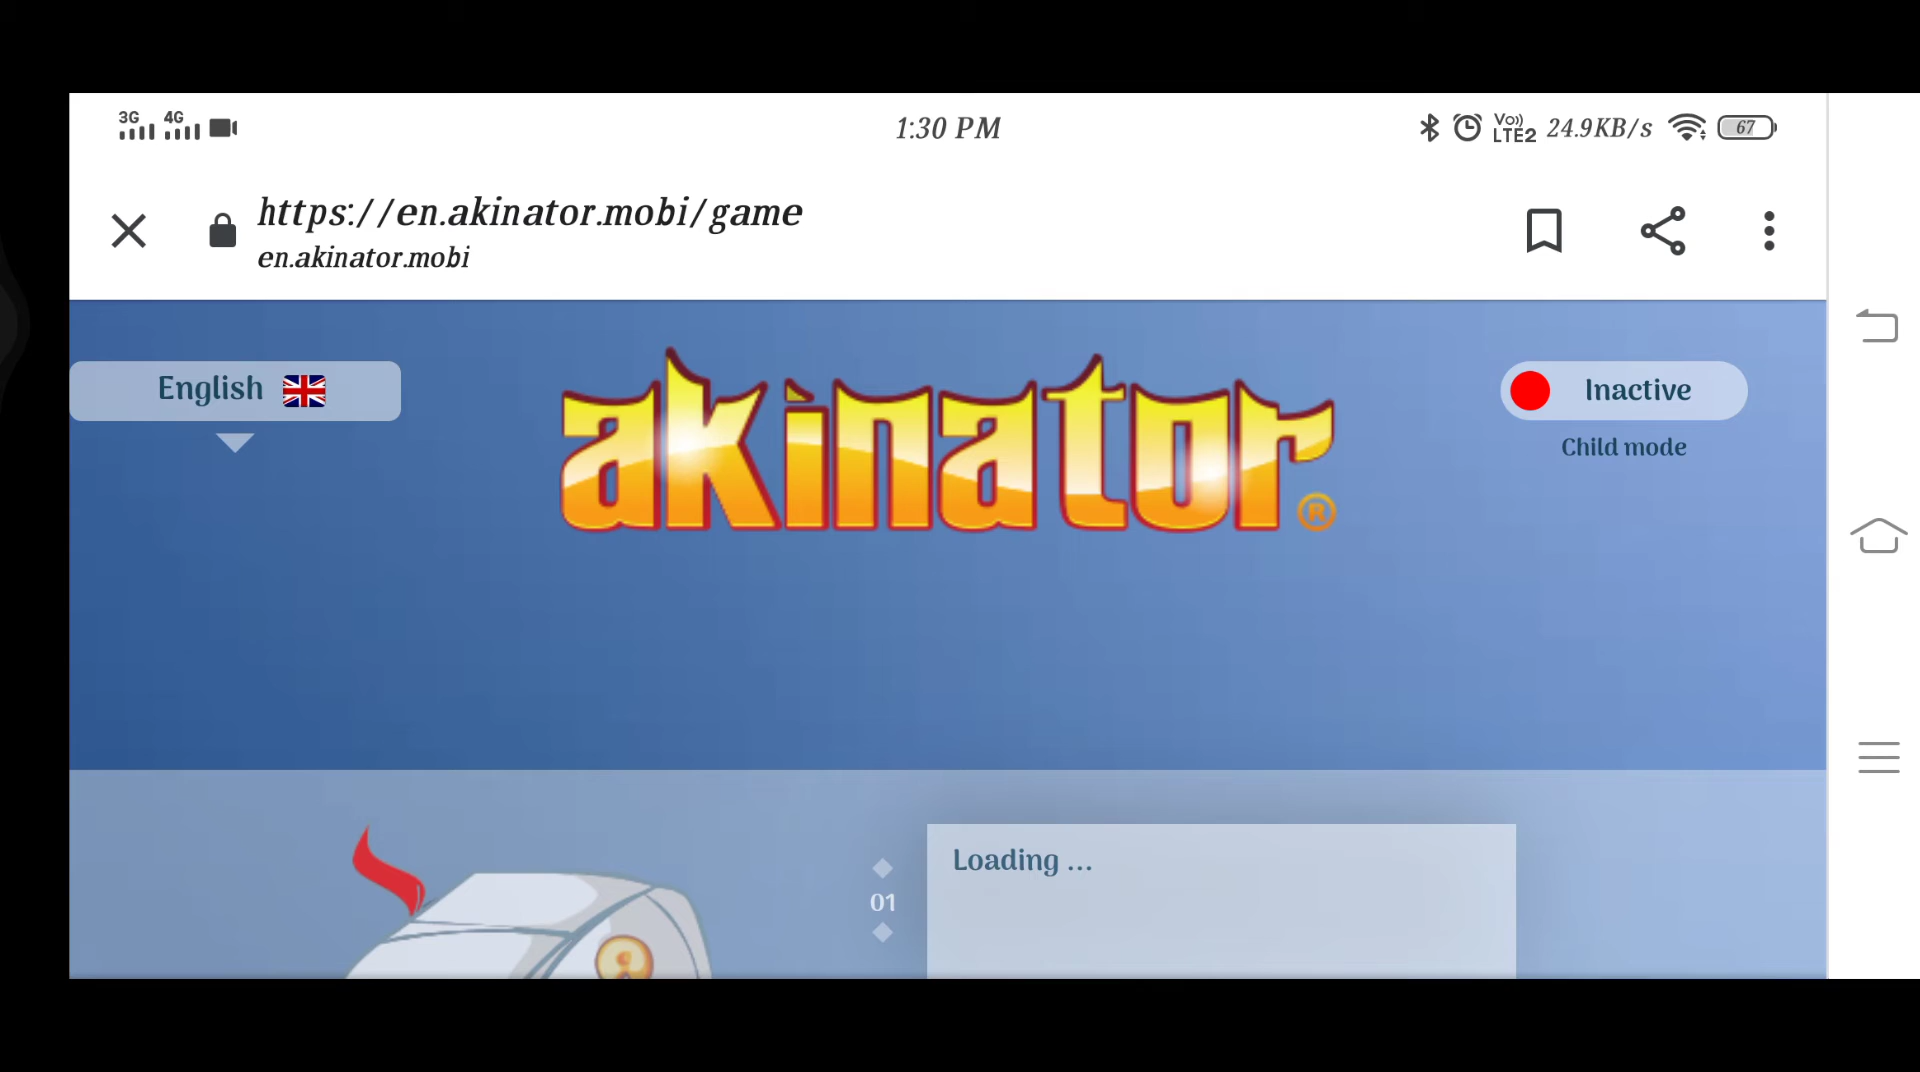 3G 4G
1:30 PM
Vo))
LTE2
24.9KB/s
67
https://en.akinator.mobi/game
en.akinator.mobi
English
akinator®
Inactive
Child mode
Loading ...
01